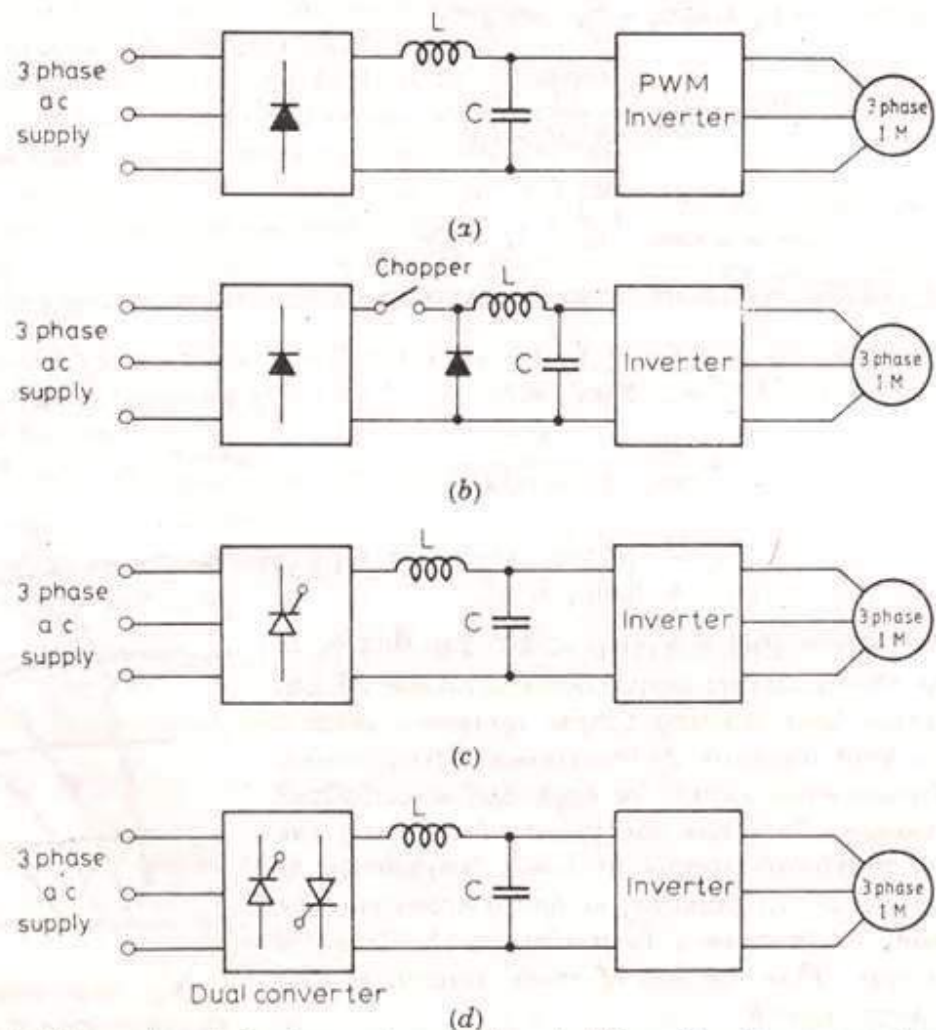 L
3 phase
a c
supply
C
PWM
Inverter
3 phase
I M
(a)
Chopper
L
3 phase
ac
supply.
C
Inverter
3 phase
I M
(b)
L
3 phase
a c
supply
C
Inverter
3 phase
I M
(c)
L
3 phase
a c
supply
C
Inverter
3 phase
I M
Dual converter
(d)